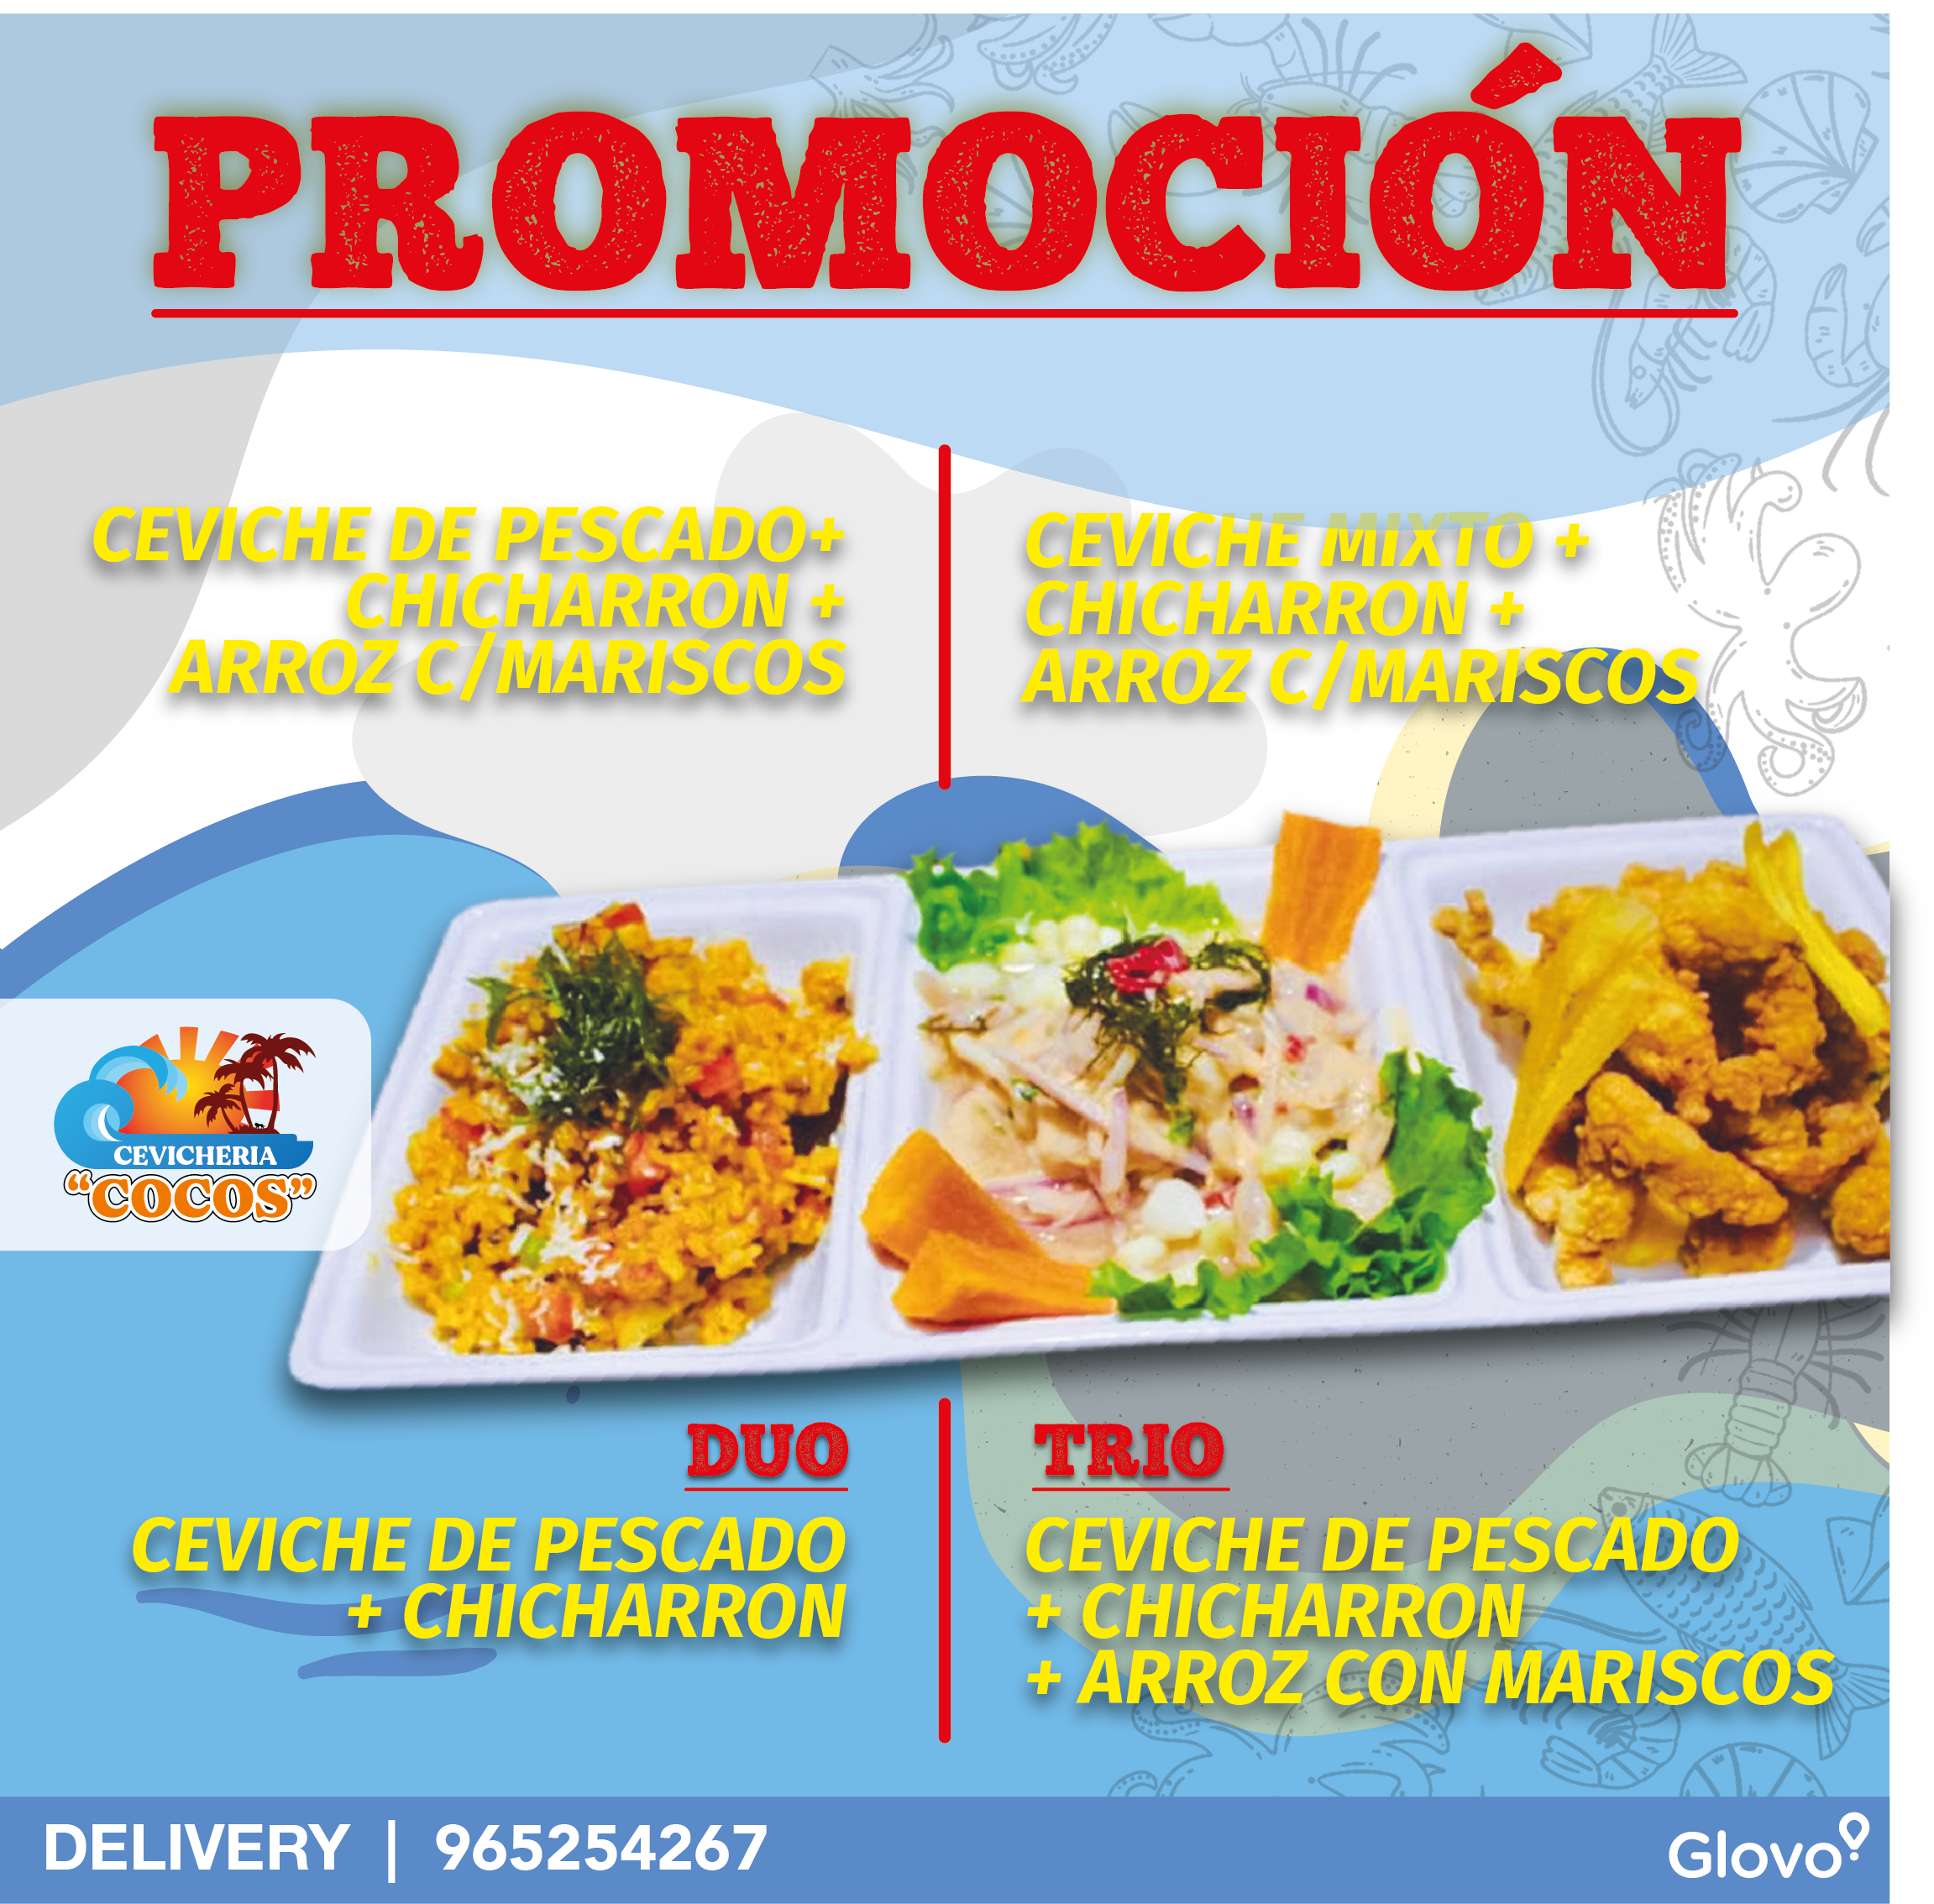 PROMOCIÓN
CEVICHE DE PESCADO+
CHICHARRON +
ARROZ C/MARISCOS
CEVICHE MIXTO +
CHICHARRON +
ARROZ C/MARISCOS
CEVICHERIA
"COCOS"
DUO
CEVICHE DE PESCADO
+ CHICHARRON
TRIO
CEVICHE DE PESCADO
+ CHICHARRON
+ ARROZ CON MARISCOS
DELIVERY | 965254267
Glovo